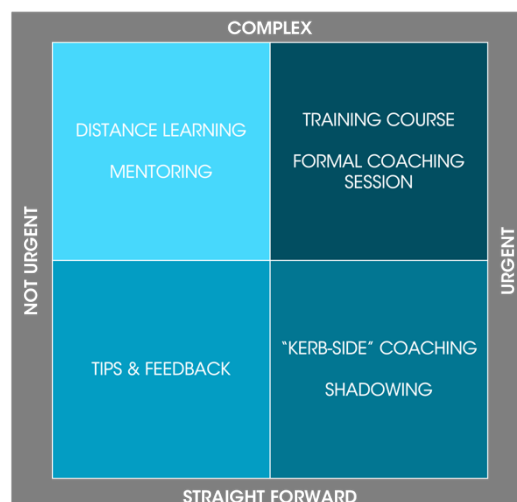 COMPLEX
DISTANCE LEARNING
MENTORING
TRAINING COURSE
FORMAL COACHING
SESSION
NOT URGENT
URGENT
TIPS & FEEDBACK
“KERB-SIDE” COACHING
SHADOWING
STRAIGHT FORWARD